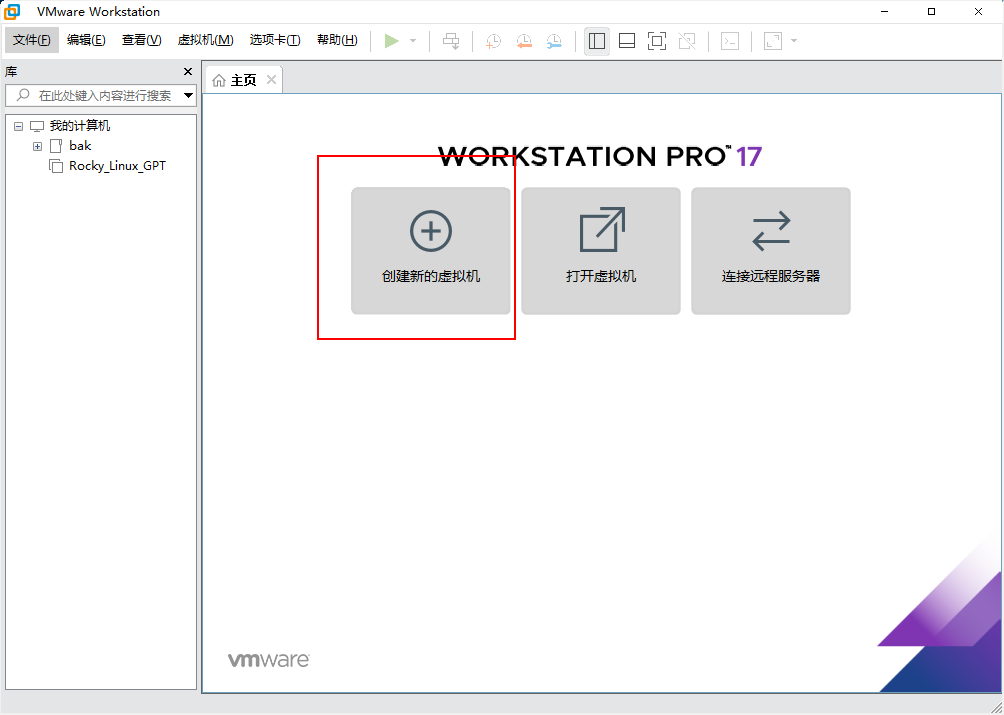 VMware Workstation
文件(F) 编辑(E) 查看(V) 虚拟机(M) 选项卡(T) 帮助(H)
库
主页
在此处键入内容进行搜索
我的计算机
bak
Rocky_Linux_GPT
WORKSTATION PRO™ 17
创建新的虚拟机
打开虚拟机
连接远程服务器
vmware